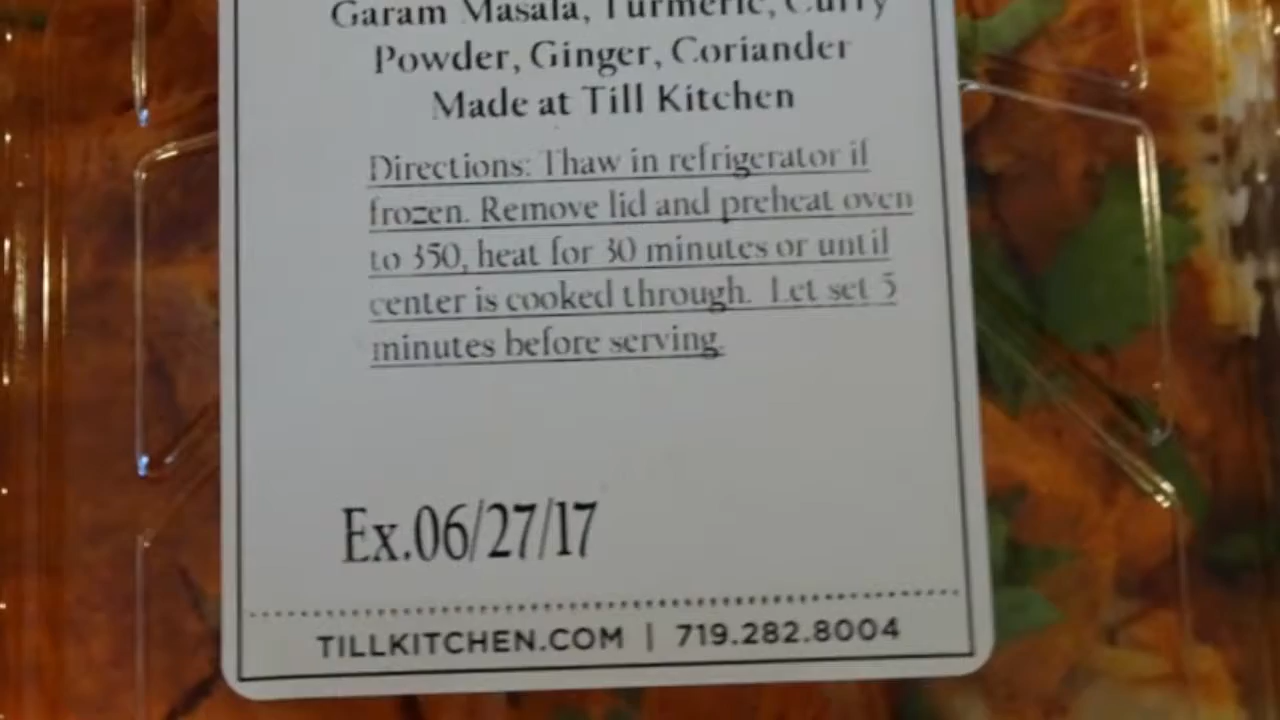 Garam Masala, Turmeric, Curry
Powder, Ginger, Coriander
Made at Till Kitchen
Directions: Thaw in refrigerator if
frozen. Remove lid and preheat oven
to 350, heat for 30 minutes or until
center is cooked through. Let set 5
minutes before serving.
Ex.06/27/17
TILLKITCHEN.COM | 719.282.8004